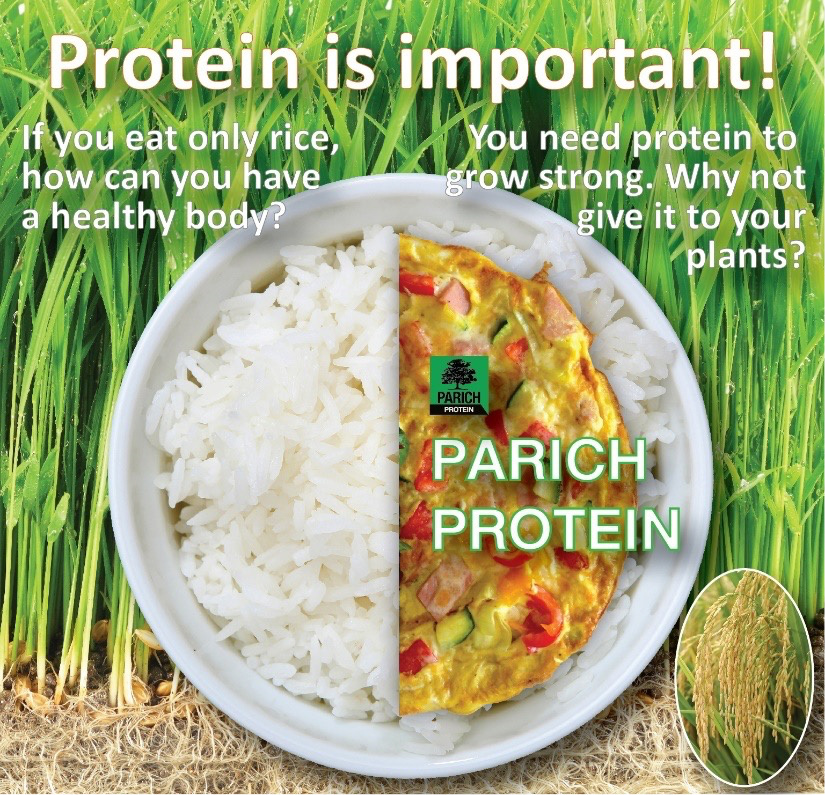 Protein is important!
If you eat only rice,
how can you have
a healthy body?
You need protein to
grow strong. Why not
give it to your
plants?
PARICH
PROTEIN
PARICH
PROTEIN